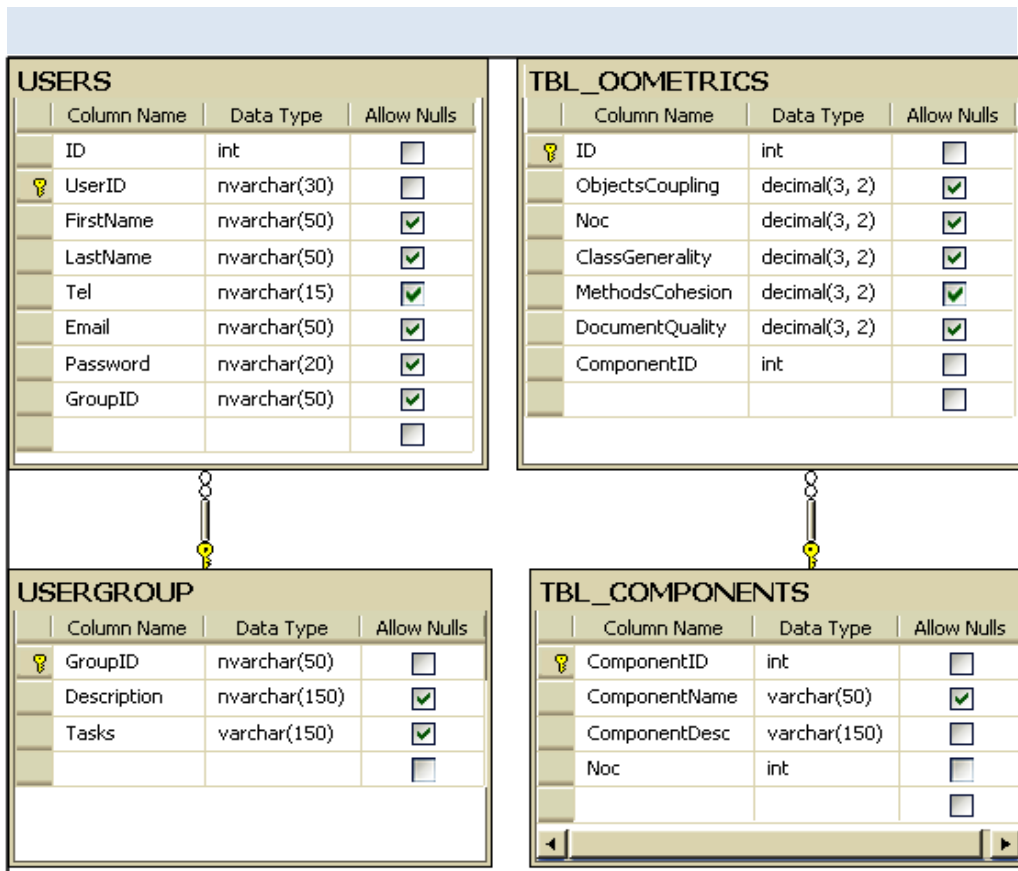 USERS
Column Name Data Type Allow Nulls
ID int
UserID nvarchar(30)
FirstName nvarchar(50)
LastName nvarchar(50)
Tel nvarchar(15)
Email nvarchar(50)
Password nvarchar(20)
GroupID nvarchar(50)
TBL_OOMETRICS
Column Name Data Type Allow Nulls
ID int
ObjectsCoupling decimal(3, 2)
Noc decimal(3, 2)
ClassGenerality decimal(3, 2)
MethodsCohesion decimal(3, 2)
DocumentQuality decimal(3, 2)
ComponentID int
USERGROUP
Column Name Data Type Allow Nulls
GroupID nvarchar(50)
Description nvarchar(150)
Tasks varchar(150)
TBL_COMPONENTS
Column Name Data Type Allow Nulls
ComponentID int
ComponentName varchar(50)
ComponentDesc varchar(150)
Noc int